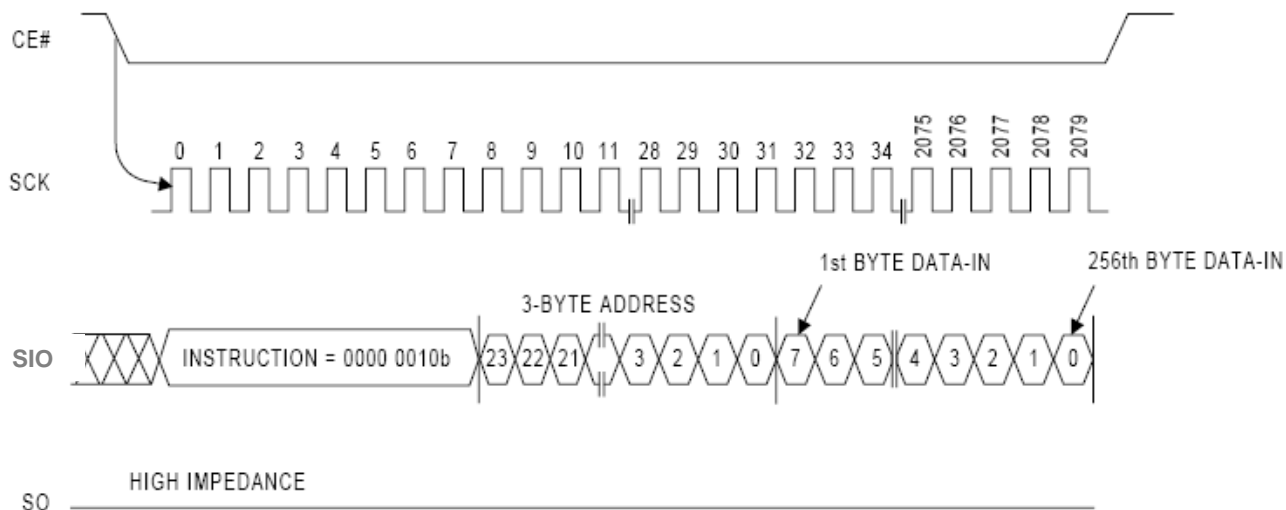 CE#
2075 2076 2077 2078 2079
0 1 2 3 4 5 6 7 8 9 10 11 28 29 30 31 32 33 34
SCK
1st BYTE DATA-IN 256th BYTE DATA-IN
3-BYTE ADDRESS
SIO INSTRUCTION = 0000 0010b 23 22 21 3 2 1 0 7 6 5 4 3 2 1 0
HIGH IMPEDANCE
SO